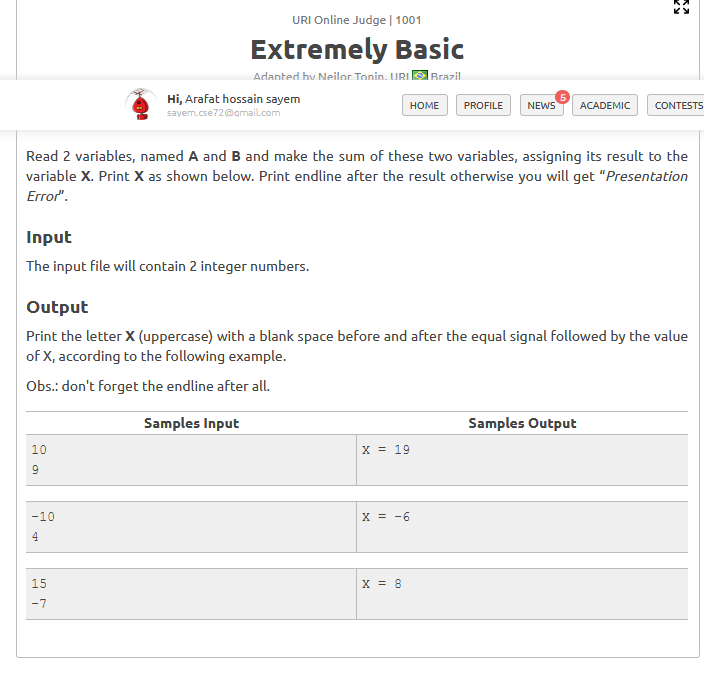 URI Online Judge | 1001
Extremely Basic
Adapted by Neilor Tonin, URI Brazil
Hi, Arafat hossain sayem
sayem.cse72@gmail.com
HOME
PROFILE
NEWS
5
ACADEMIC
CONTESTS
Read 2 variables, named A and B and make the sum of these two variables, assigning its result to the
variable X. Print X as shown below. Print endline after the result otherwise you will get “Presentation
Error”.
Input
The input file will contain 2 integer numbers.
Output
Print the letter X (uppercase) with a blank space before and after the equal signal followed by the value
of X, according to the following example.
Obs.: don't forget the endline after all.
Samples Input
Samples Output
10
9
X = 19
-10
4
X = -6
15
-7
X = 8